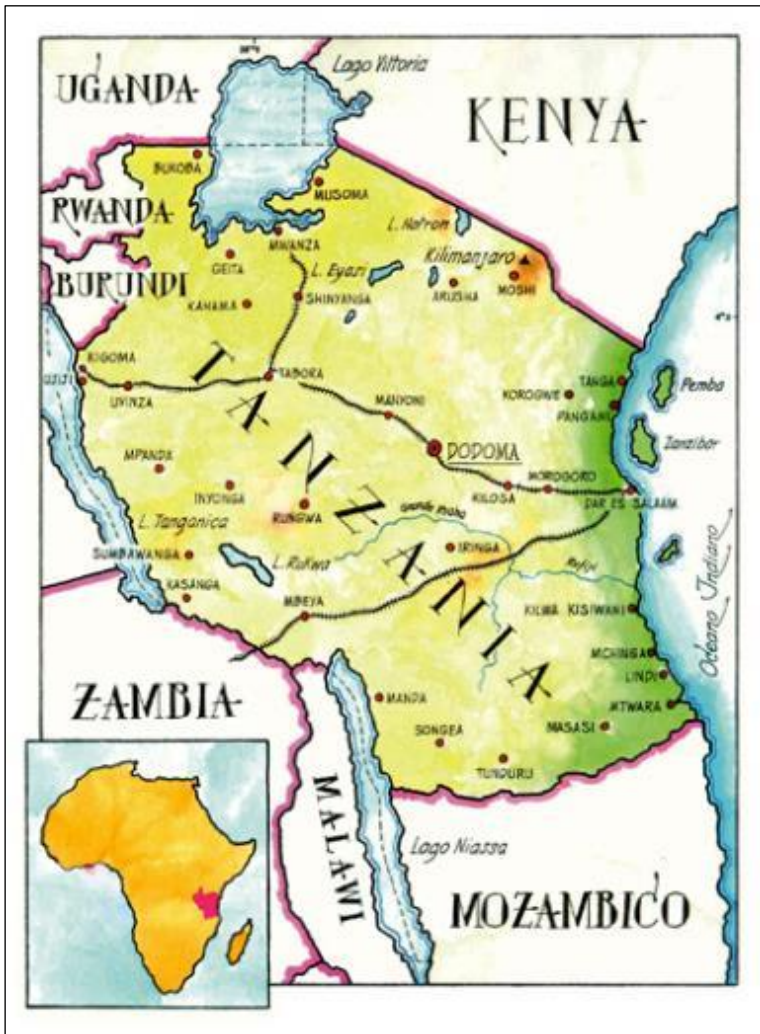 Lago Vittoria
UGANDA
KENYA
BUKOBA
MUSOMA
RWANDA
L. Natron
MWANZA
GEITA
L. Eyasi
Kilimanjaro
BURUNDI
KAHAMA
SHINYANGA
ARUSHA
MOSHI
4°S
KIGOMA
UJIJI
TABORA
TANGA
Pemba
UVINZA
MANYONI
KOROGWE
PANGANI
TANZANIA
DODOMA
Zanzibar
MPANDA
INYONGA
KILOSA
MOROGORO
DAR ES SALAAM
RUNGWA
L. Tanganica
IRINGA
SUMBAWANGA
L. Rukwa
KASANGA
MBEYA
KILWA KISIWANI
Oceano Indiano
MCHINGA
LINDI
ZAMBIA
MANDA
MTWARA
SONGEA
MASASI
TUNDURU
MALAWI
Lago Niassa
MOZAMBICO